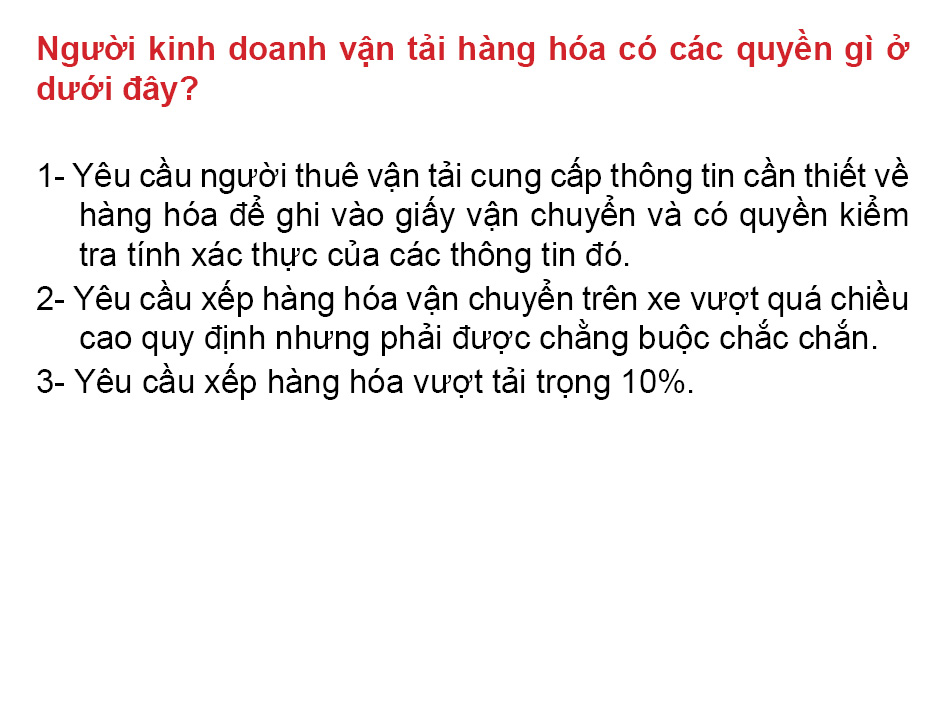 Người kinh doanh vận tải hàng hóa có các quyền gì ở
dưới đây?
1- Yêu cầu người thuê vận tải cung cấp thông tin cần thiết về
hàng hóa để ghi vào giấy vận chuyển và có quyền kiểm
tra tính xác thực của các thông tin đó.
2- Yêu cầu xếp hàng hóa vận chuyển trên xe vượt quá chiều
cao quy định nhưng phải được chằng buộc chắc chắn.
3- Yêu cầu xếp hàng hóa vượt tải trọng 10%.